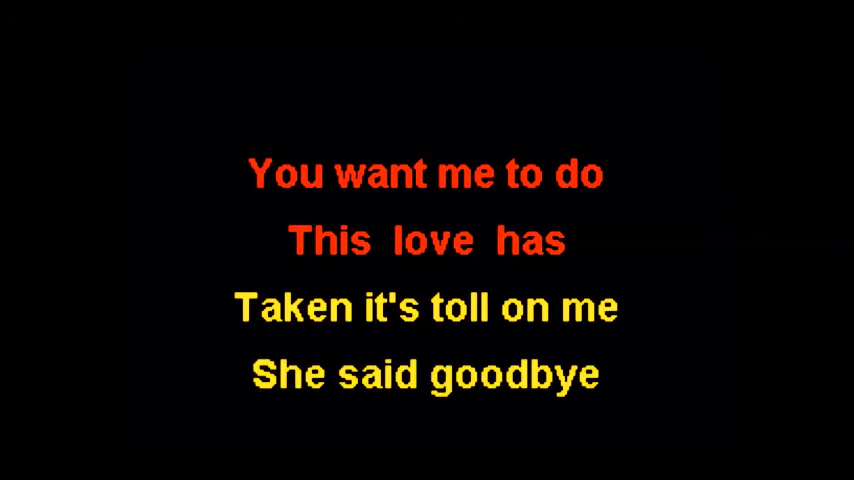 You want me to do
This love has
Taken it's toll on me
She said goodbye